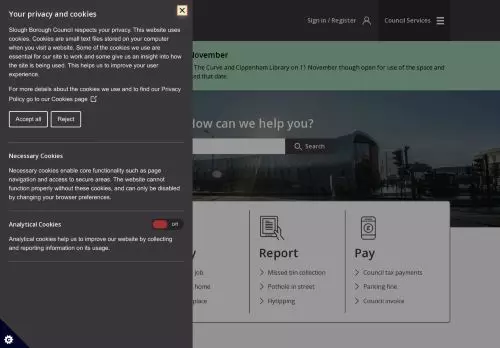 Your privacy and cookies
Slough Borough Council respects your privacy. This website uses
cookies. Cookies are small text files stored on your computer
when you visit a website. Some of the cookies we use are
essential for our site to work and some give us an insight into how
the site is being used. This helps us to improve your user
experience.
For more details about the cookies we use and to find our Privacy
Policy go to our Cookies page
Accept all
Reject
Necessary Cookies
Necessary cookies enable core functionality such as page
navigation and access to secure areas. The website cannot
function properly without these cookies, and can only be disabled
by changing your browser preferences.
Analytical Cookies
Off
Analytical cookies help us to improve our website by collecting
and reporting information on its usage.
Sign in / Register
Council Services
November
The Curve and Cippenham Library on 11 November though open for use of the space and
ed that date.
How can we help you?
Search
y
job
home
place
Report
Missed bin collection
Pothole in street
Flytipping
Pay
Council tax payments
Parking fine
Council invoice